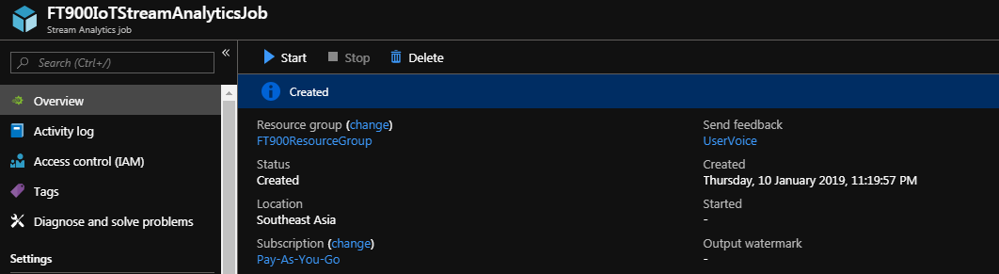 FT900IoTStreamAnalyticsJob
Stream Analytics job
Search (Ctrl+/)
«
Overview
Activity log
Access control (IAM)
Tags
Diagnose and solve problems
Settings
Start Stop Delete
Created
Resource group (change)
FT900ResourceGroup
Status
Created
Location
Southeast Asia
Subscription (change)
Pay-As-You-Go
Send feedback
UserVoice
Created
Thursday, 10 January 2019, 11:19:57 PM
Started
-
Output watermark
-